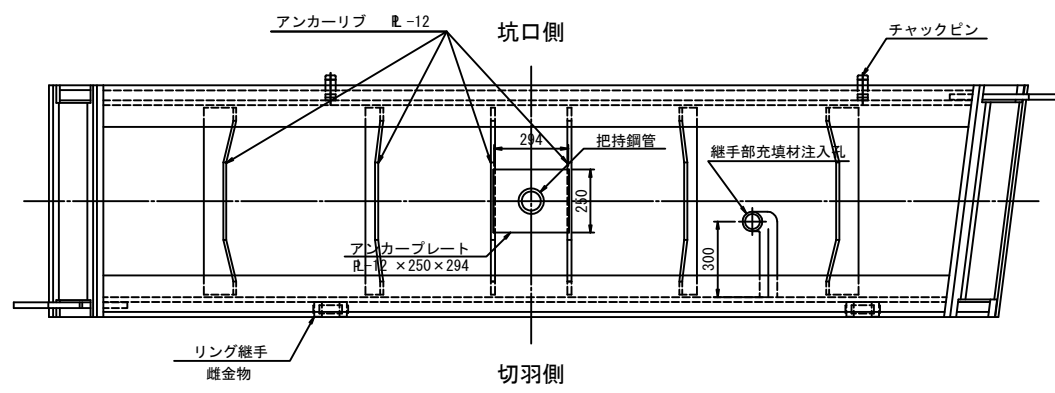 アンカーリブ PL -12
坑口側
チャックピン
294
把持鋼管
継手部充填材注入孔
250
アンカープレート
PL-12 ×250×294
300
リング継手
雌金物
切羽側